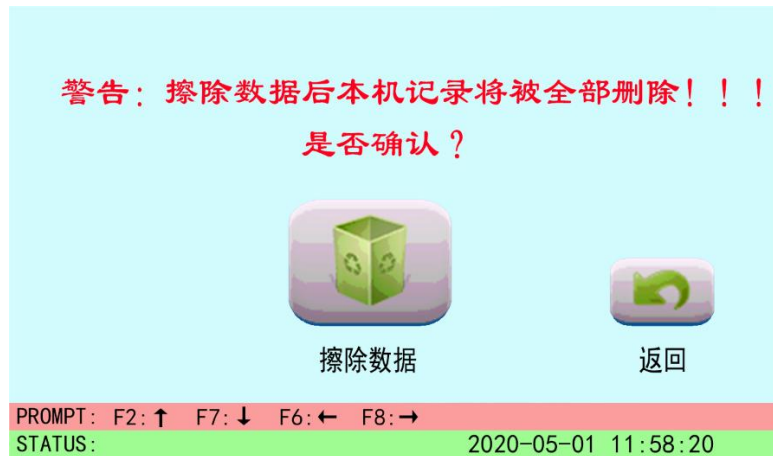 警告：擦除数据后本机记录将被全部删除！！！
是否确认？
擦除数据 返回
PROMPT: F2:↑ F7:↓ F6:← F8:→
STATUS: 2020-05-01 11:58:20